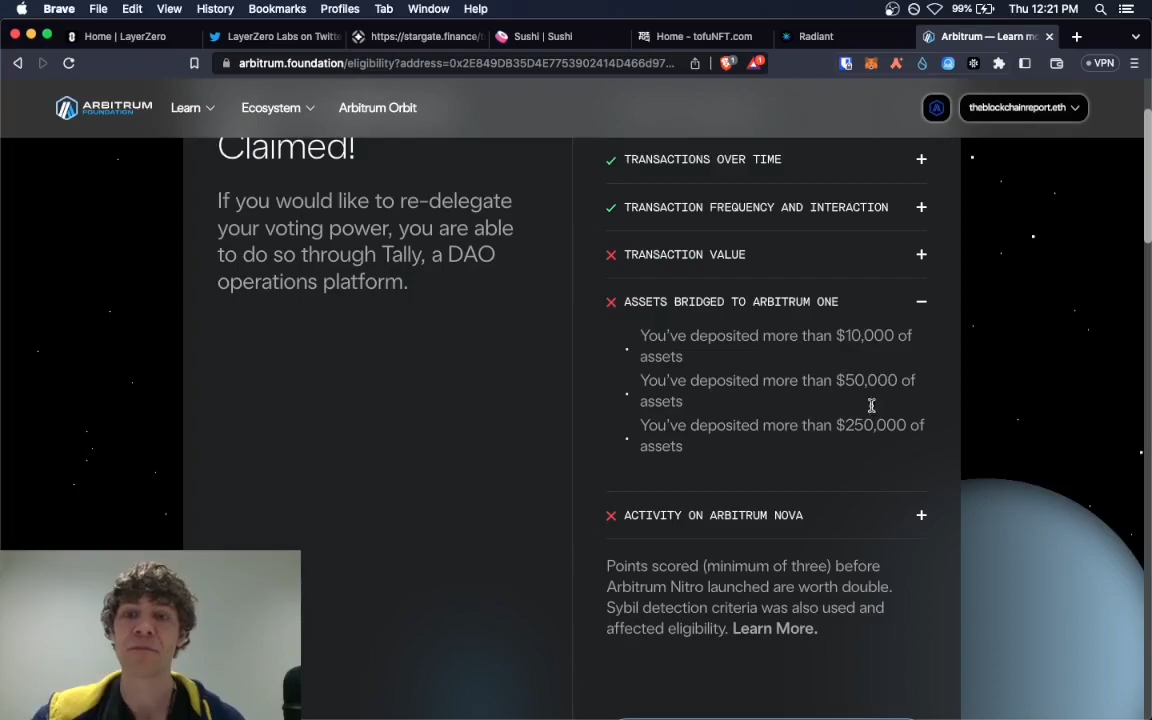 Brave File Edit View History Bookmarks Profiles Tab Window Help 99% Thu 12:21 PM
Home | LayerZero LayerZero Labs on Twitte https://stargate.finance/t Sushi | Sushi Home – tofuNFT.com Radiant Arbitrum — Learn mo
arbitrum.foundation/eligibility?address=0x2E849DB35D4E7753902414D466d97... 1 1 VPN
ARBITRUM
FOUNDATION
Learn Ecosystem Arbitrum Orbit theblockchainreport.eth
Claimed!
If you would like to re-delegate
your voting power, you are able
to do so through Tally, a DAO
operations platform.
TRANSACTIONS OVER TIME
TRANSACTION FREQUENCY AND INTERACTION
TRANSACTION VALUE
ASSETS BRIDGED TO ARBITRUM ONE
You've deposited more than $10,000 of
assets
You've deposited more than $50,000 of
assets
You've deposited more than $250,000 of
assets
ACTIVITY ON ARBITRUM NOVA
Points scored (minimum of three) before
Arbitrum Nitro launched are worth double.
Sybil detection criteria was also used and
affected eligibility. Learn More.